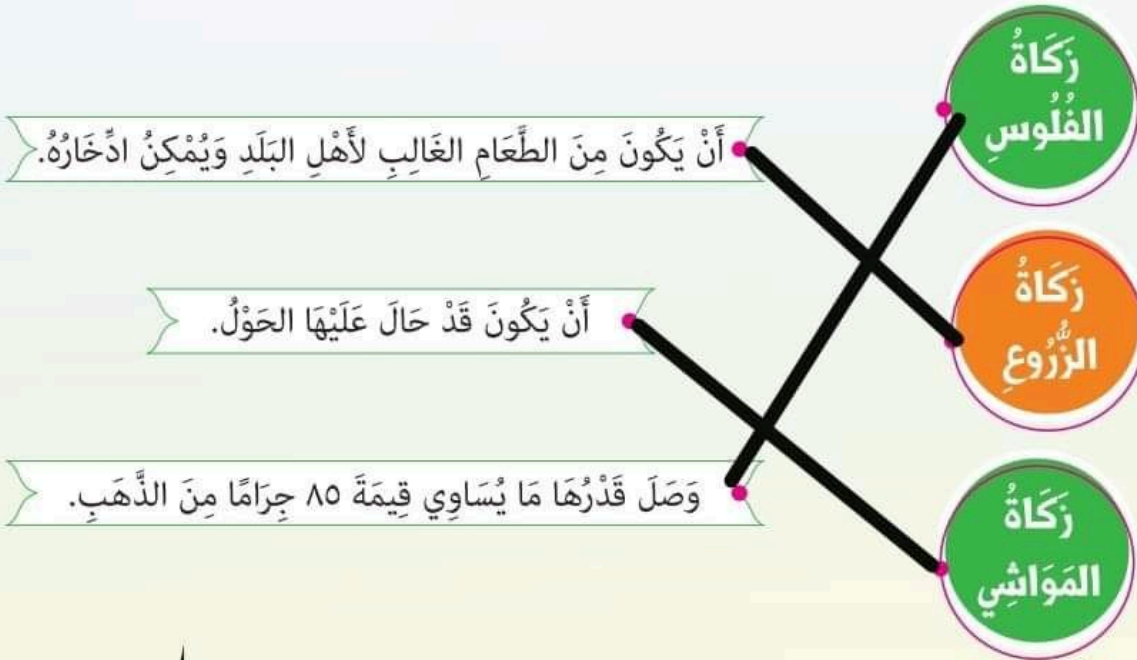 زَكَاةُ
الفُلُوسِ
أَنْ يَكُونَ مِنَ الطَّعَامِ الغَالِبِ لأَهْلِ البَلَدِ وَيُمْكِنُ ادِّخَارُهُ.
زَكَاةُ
الزُّرُوعِ
أَنْ يَكُونَ قَدْ حَالَ عَلَيْهَا الحَوْلُ.
زَكَاةُ
المَوَاشِي
وَصَلَ قَدْرُهَا مَا يُسَاوِي قِيمَةَ ٨٥ جِرَامًا مِنَ الذَّهَبِ.